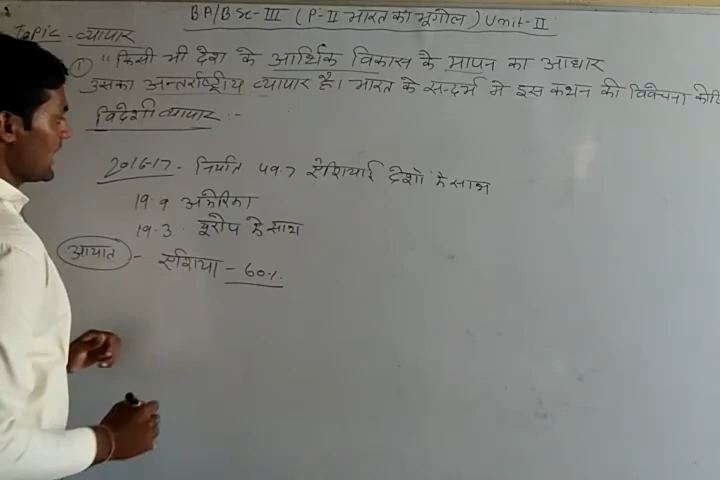 BA/BSc-III (P-II भारत का भूगोल) Unit-II
Topic - व्यापार
① "किसी भी देश के आर्थिक विकास के मापन का आधार
उसका अन्तर्राष्ट्रीय व्यापार है। भारत के सन्दर्भ मे इस कथन की विवेचना
विदेशी व्यापार :-
2016-17 - निर्यात 49.7 एशियाई देशों के साथ
19.9 अमेरिका
19.3 यूरोप के साथ
आयात - एशिया - 60%